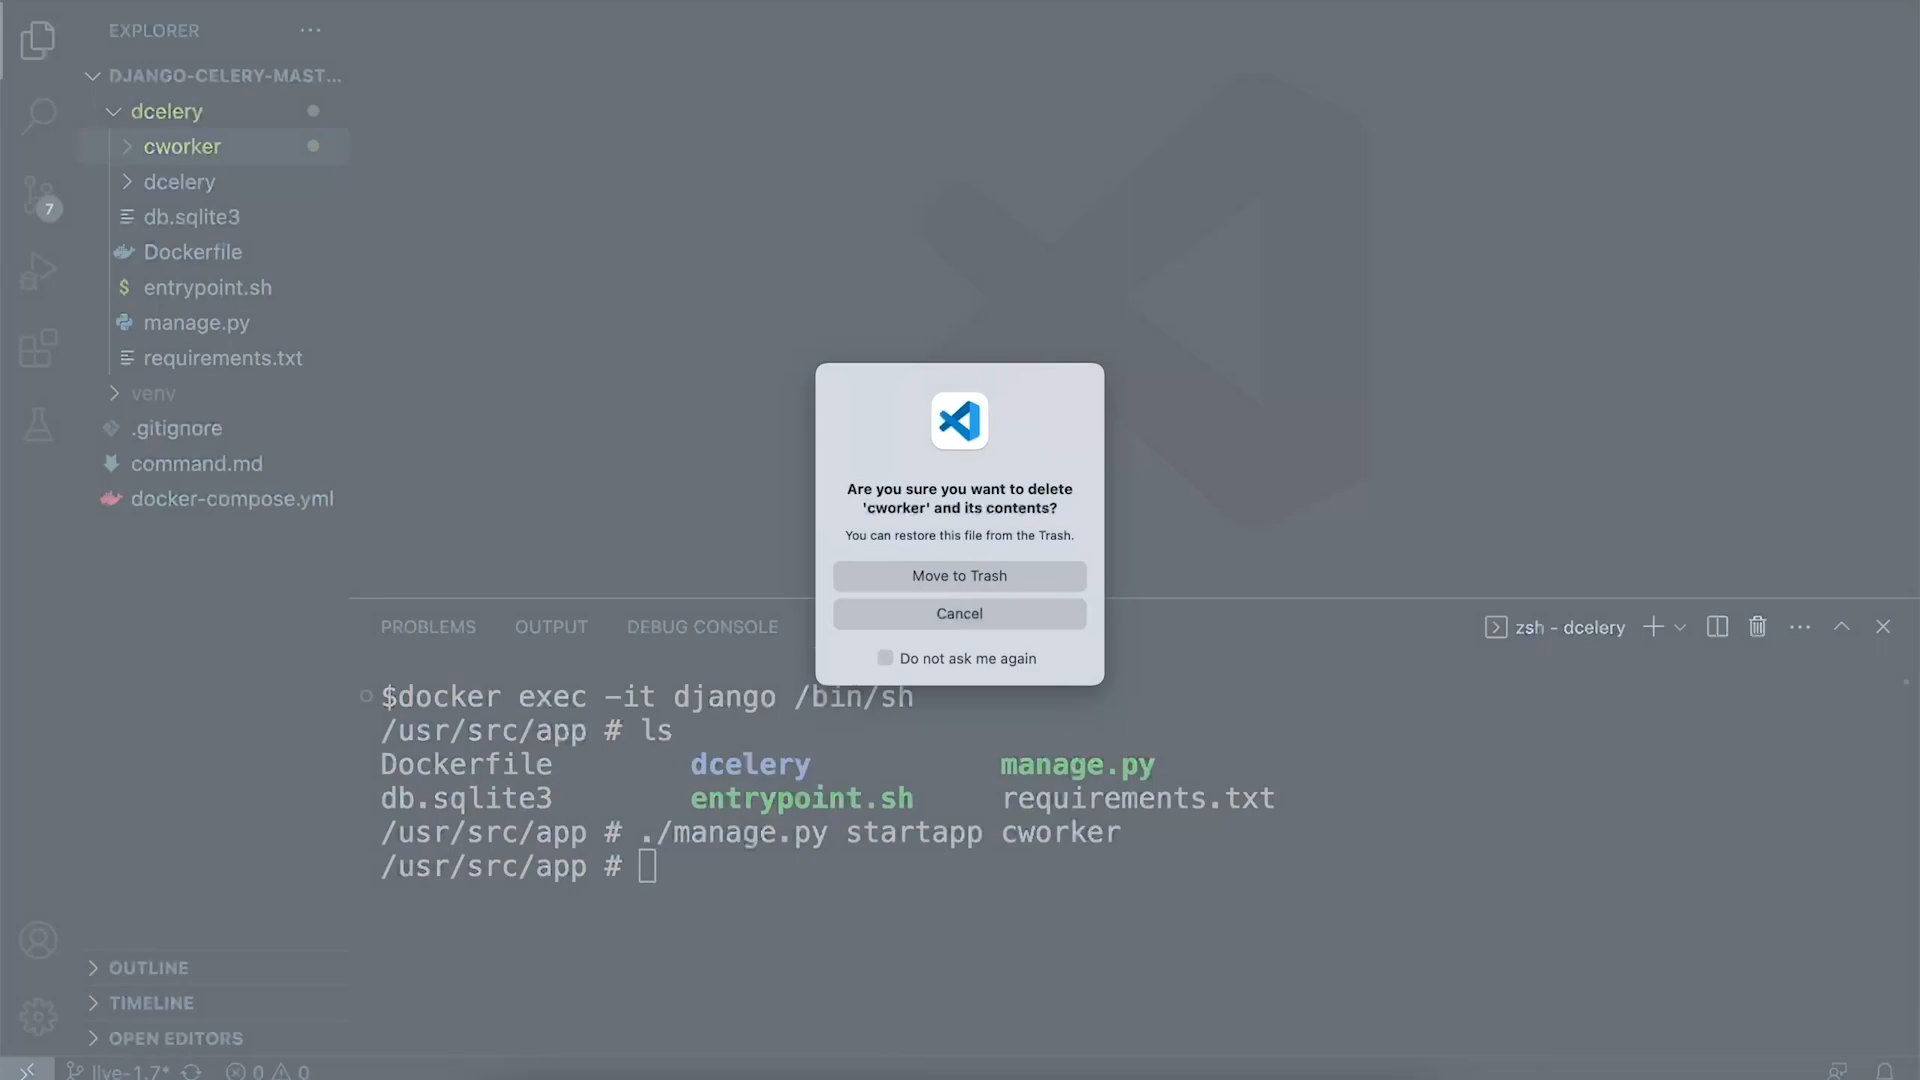 EXPLORER
DJANGO-CELERY-MAST...
dcelery
cworker
dcelery
7
db.sqlite3
Dockerfile
entrypoint.sh
manage.py
requirements.txt
venv
.gitignore
command.md
docker-compose.yml
Are you sure you want to delete
'cworker' and its contents?
You can restore this file from the Trash.
Move to Trash
Cancel
Do not ask me again
PROBLEMS OUTPUT DEBUG CONSOLE
zsh - dcelery
$docker exec -it django /bin/sh
/usr/src/app # ls
Dockerfile dcelery manage.py
db.sqlite3 entrypoint.sh requirements.txt
/usr/src/app # ./manage.py startapp cworker
/usr/src/app #
OUTLINE
TIMELINE
OPEN EDITORS
live-1.7* 0 0